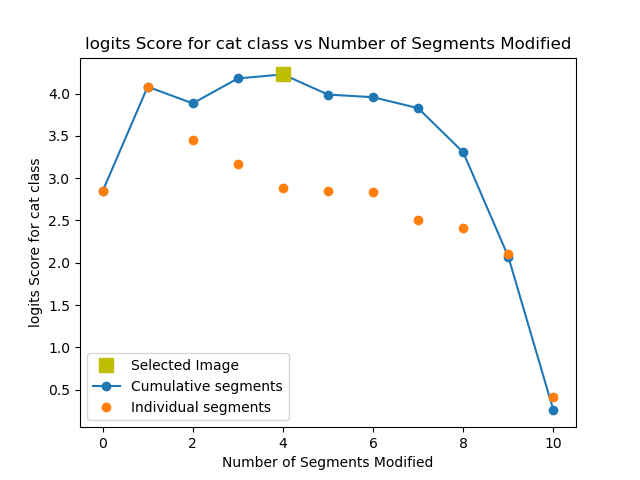 logits Score for cat class vs Number of Segments Modified
logits Score for cat class
4.0
3.5
3.0
2.5
2.0
1.5
1.0
0.5
Selected Image
Cumulative segments
Individual segments
0 2 4 6 8 10
Number of Segments Modified